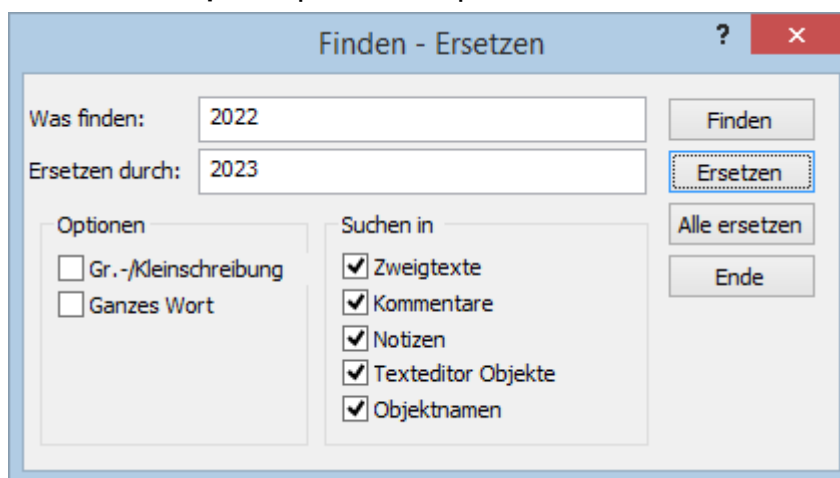 Finden - Ersetzen ? ×
Was finden: 2022 Finden
Ersetzen durch: 2023 Ersetzen
Optionen Suchen in Alle ersetzen
Gr.-/Kleinschreibung Zweigtexte Ende
Ganzes Wort Kommentare
Notizen
Texteditor Objekte
Objektnamen